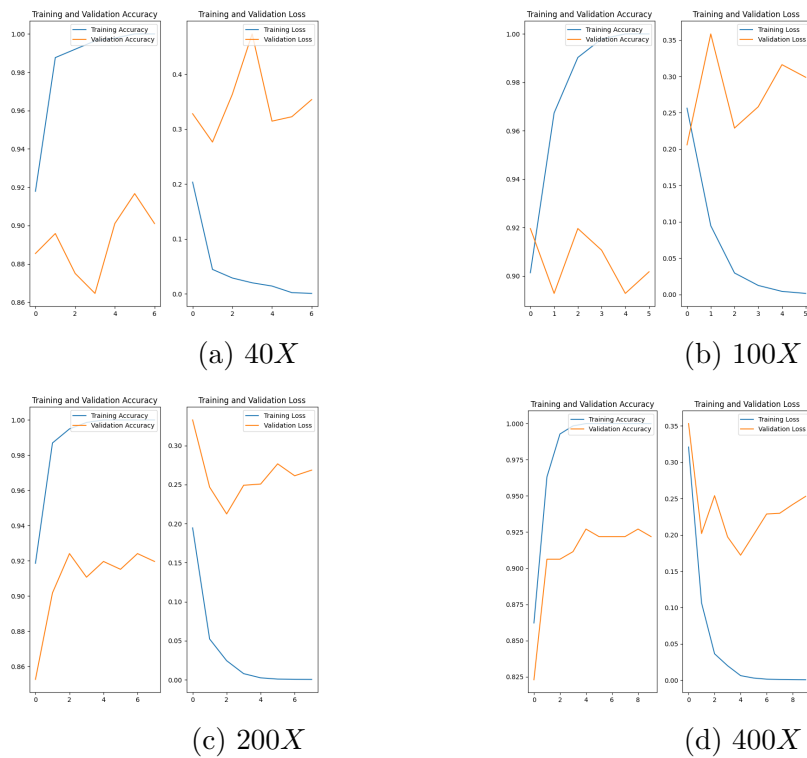 Training and Validation Accuracy
Training Accuracy
Validation Accuracy
1.00
0.98
0.96
0.94
0.92
0.90
0.88
0.86
0 2 4 6
Training and Validation Loss
Training Loss
Validation Loss
0.4
0.3
0.2
0.1
0.0
0 2 4 6
(a) 40X
Training and Validation Accuracy
Training Accuracy
Validation Accuracy
1.00
0.98
0.96
0.94
0.92
0.90
0 1 2 3 4 5
Training and Validation Loss
Training Loss
Validation Loss
0.35
0.30
0.25
0.20
0.15
0.10
0.05
0.00
0 1 2 3 4 5
(b) 100X
Training and Validation Accuracy
Training Accuracy
Validation Accuracy
1.00
0.98
0.96
0.94
0.92
0.90
0.88
0.86
0 2 4 6
Training and Validation Loss
Training Loss
Validation Loss
0.30
0.25
0.20
0.15
0.10
0.05
0.00
0 2 4 6
(c) 200X
Training and Validation Accuracy
Training Accuracy
Validation Accuracy
1.000
0.975
0.950
0.925
0.900
0.875
0.850
0.825
0 2 4 6 8
Training and Validation Loss
Training Loss
Validation Loss
0.35
0.30
0.25
0.20
0.15
0.10
0.05
0.00
0 2 4 6 8
(d) 400X